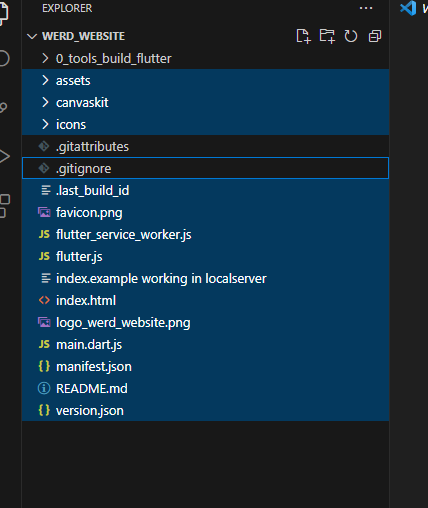 EXPLORER
WERD_WEBSITE
0_tools_build_flutter
assets
canvaskit
icons
.gitattributes
.gitignore
.last_build_id
favicon.png
JS flutter_service_worker.js
JS flutter.js
index.example working in localserver
<> index.html
logo_werd_website.png
JS main.dart.js
{} manifest.json
README.md
{} version.json